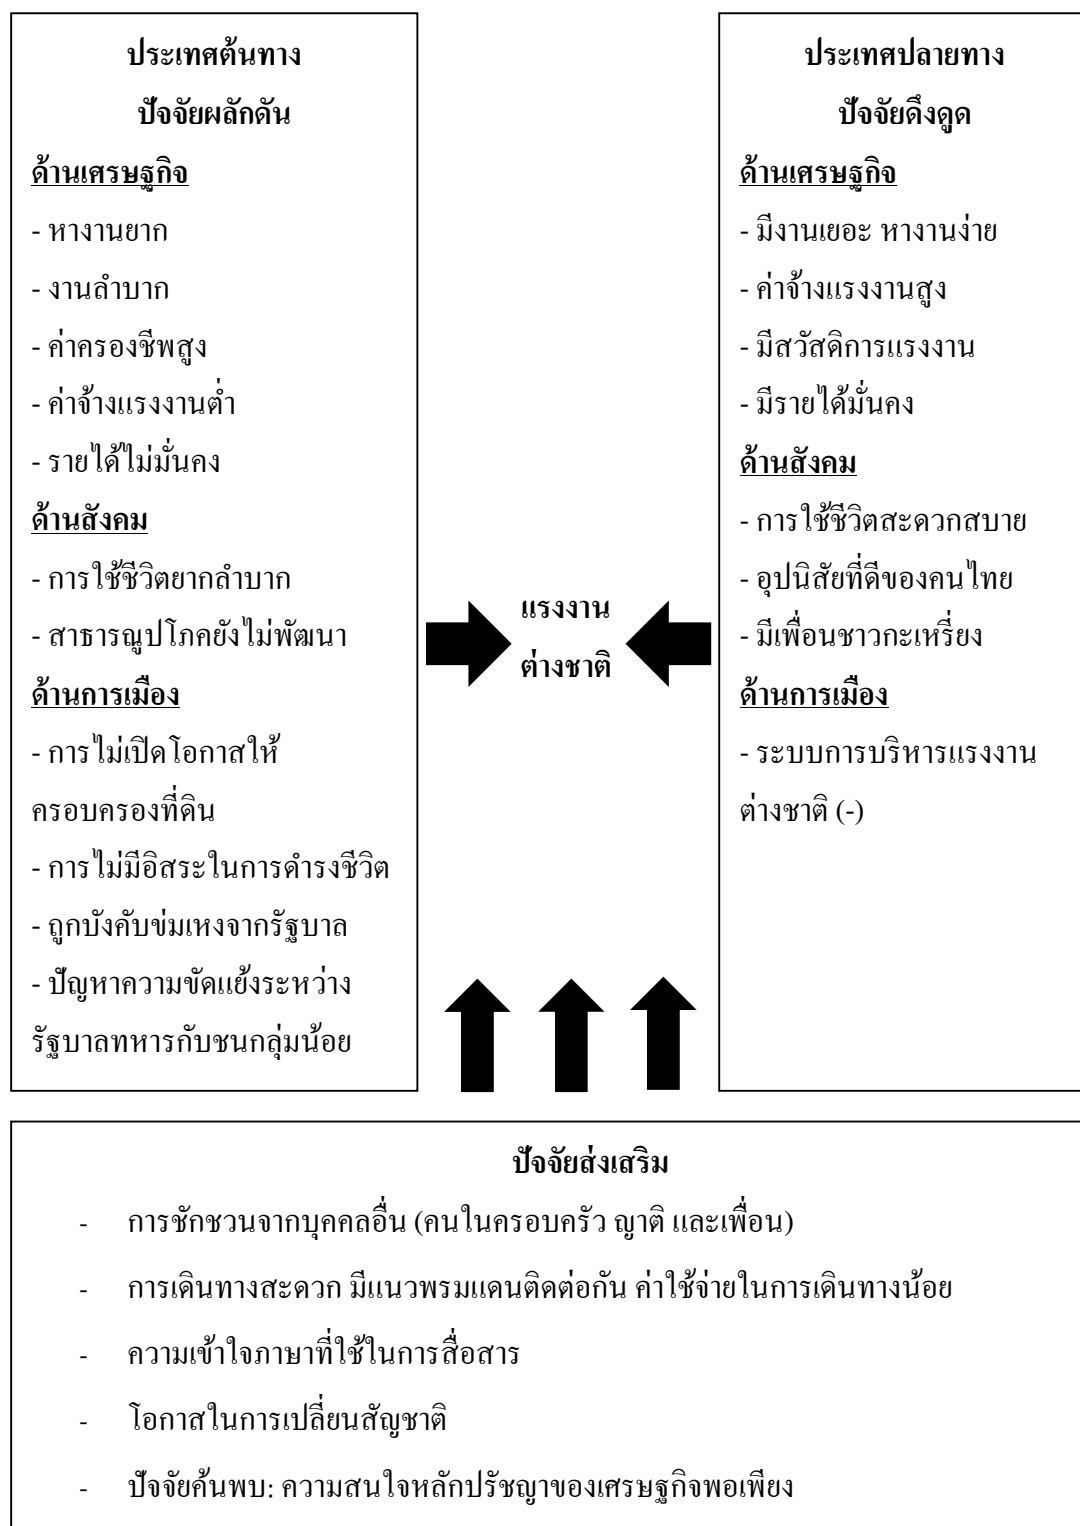 ประเทศต้นทาง
ปัจจัยผลักดัน
ด้านเศรษฐกิจ
- หางานยาก
- งานลำบาก
- ค่าครองชีพสูง
- ค่าจ้างแรงงานต่ำ
- รายได้ไม่มั่นคง
ด้านสังคม
- การใช้ชีวิตยากลำบาก
- สาธารณูปโภคยังไม่พัฒนา
ด้านการเมือง
- การไม่เปิดโอกาสให้
ครอบครองที่ดิน
- การไม่มีอิสระในการดำรงชีวิต
- ถูกบังคับข่มเหงจากรัฐบาล
- ปัญหาความขัดแย้งระหว่าง
รัฐบาลทหารกับชนกลุ่มน้อย
แรงงาน
ต่างชาติ
ประเทศปลายทาง
ปัจจัยดึงดูด
ด้านเศรษฐกิจ
- มีงานเยอะ หางานง่าย
- ค่าจ้างแรงงานสูง
- มีสวัสดิการแรงงาน
- มีรายได้มั่นคง
ด้านสังคม
- การใช้ชีวิตสะดวกสบาย
- อุปนิสัยที่ดีของคนไทย
- มีเพื่อนชาวกะเหรี่ยง
ด้านการเมือง
- ระบบการบริหารแรงงาน
ต่างชาติ (-)
ปัจจัยส่งเสริม
- การชักชวนจากบุคคลอื่น (คนในครอบครัว ญาติ และเพื่อน)
- การเดินทางสะดวก มีแนวพรมแดนติดต่อกัน ค่าใช้จ่ายในการเดินทางน้อย
- ความเข้าใจภาษาที่ใช้ในการสื่อสาร
- โอกาสในการเปลี่ยนสัญชาติ
- ปัจจัยค้นพบ: ความสนใจหลักปรัชญาของเศรษฐกิจพอเพียง